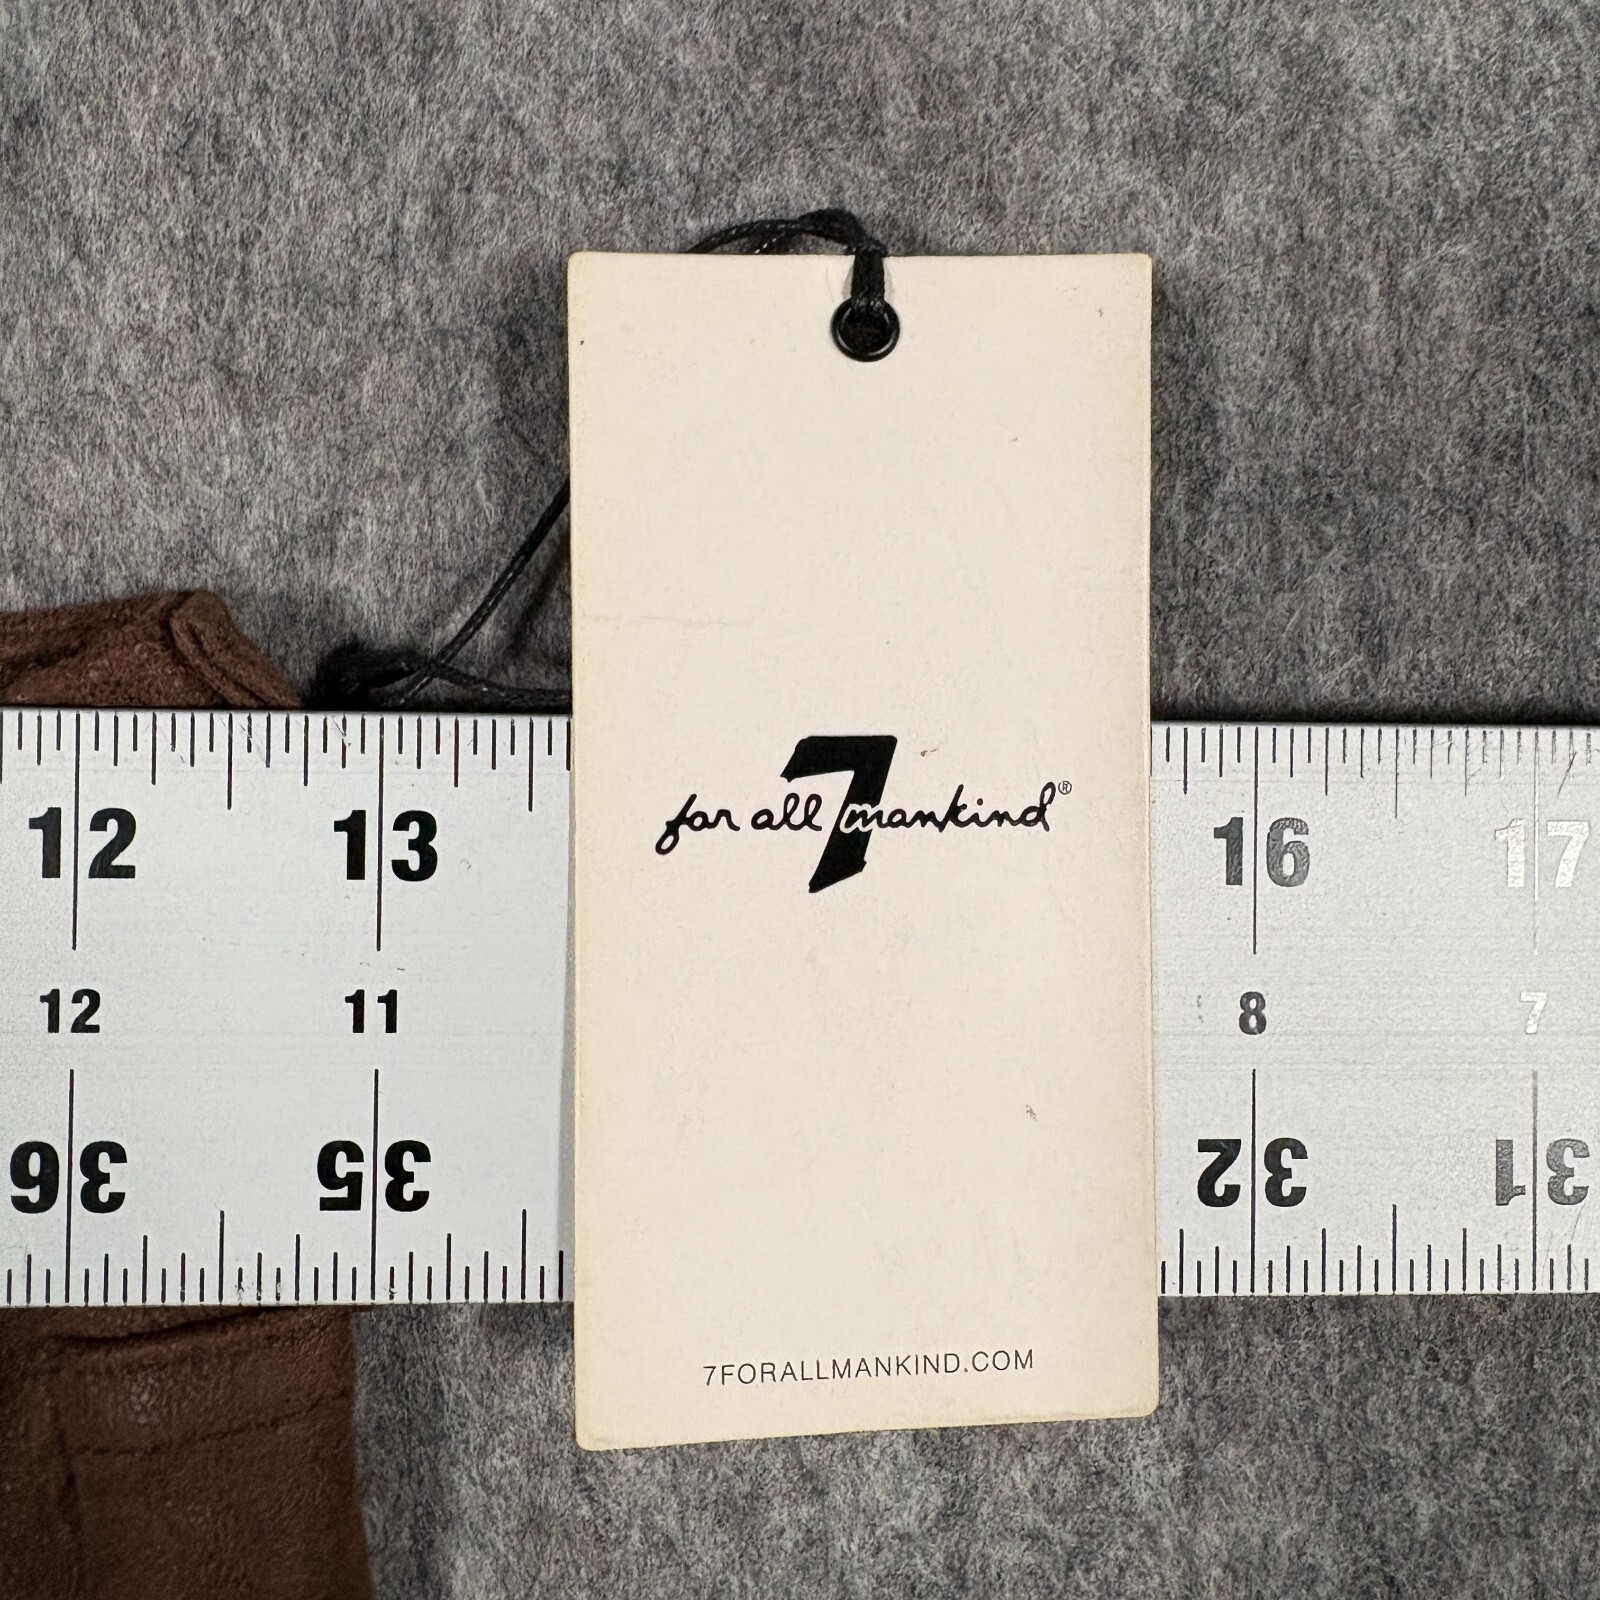 12 13 16 17
for all 7 mankind®
12 11 8 7
36 35 32 31
7FORALLMANKIND.COM